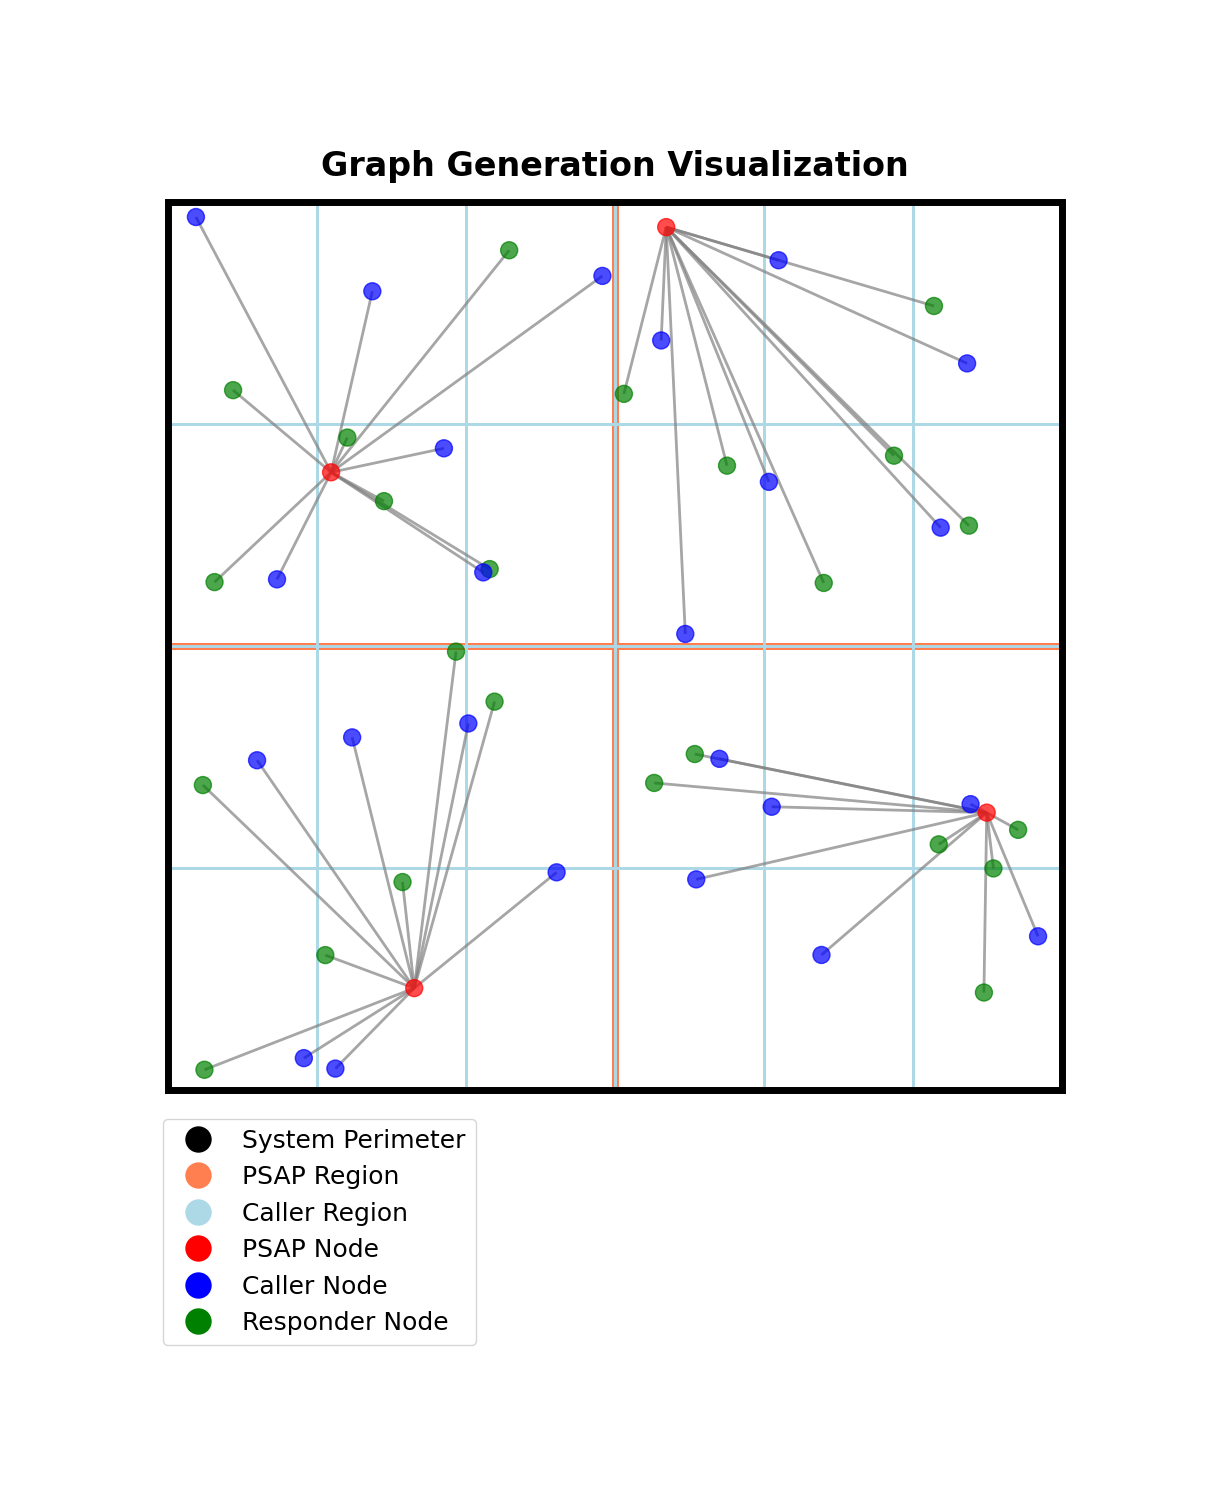 Graph Generation Visualization
System Perimeter
PSAP Region
Caller Region
PSAP Node
Caller Node
Responder Node